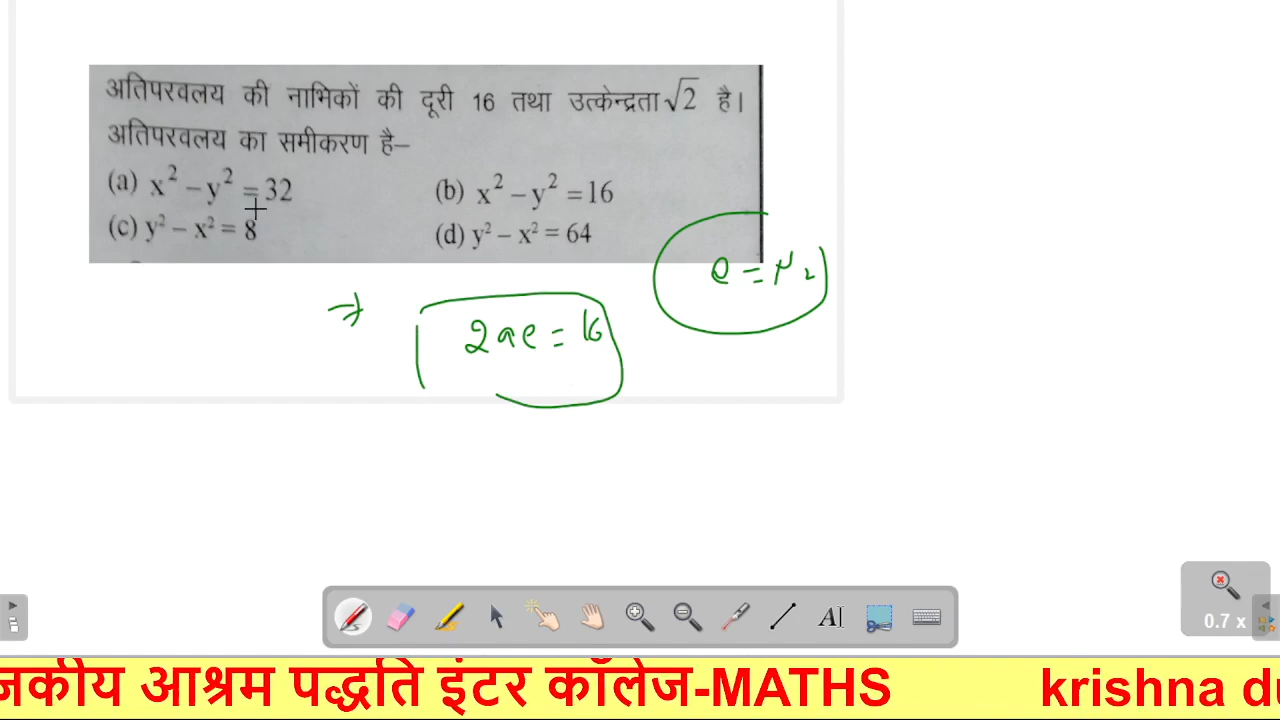 अतिपरवलय की नाभिकों की दूरी 16 तथा उत्केन्द्रता √2 है।
अतिपरवलय का समीकरण है–
(a) x² – y² = 32 (b) x² – y² = 16
(c) y² – x² = 8 (d) y² – x² = 64
e = √2
⇒ 2ae = 16
AI
0.7 x
जकीय आश्रम पद्धति इंटर कॉलेज-MATHS krishna du